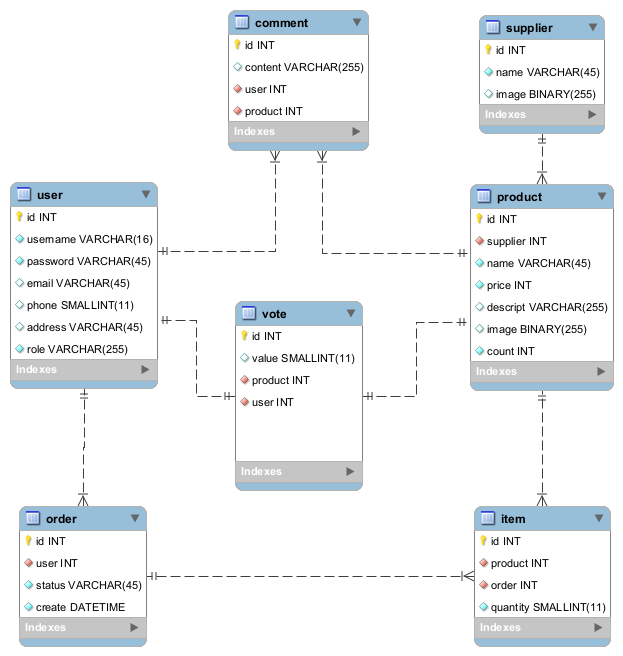 comment
id INT
content VARCHAR(255)
user INT
product INT
Indexes
supplier
id INT
name VARCHAR(45)
image BINARY(255)
Indexes
user
id INT
username VARCHAR(16)
password VARCHAR(45)
email VARCHAR(45)
phone SMALLINT(11)
address VARCHAR(45)
role VARCHAR(255)
Indexes
product
id INT
supplier INT
name VARCHAR(45)
price INT
descript VARCHAR(255)
image BINARY(255)
count INT
Indexes
vote
id INT
value SMALLINT(11)
product INT
user INT
Indexes
order
id INT
user INT
status VARCHAR(45)
create DATETIME
Indexes
item
id INT
product INT
order INT
quantity SMALLINT(11)
Indexes